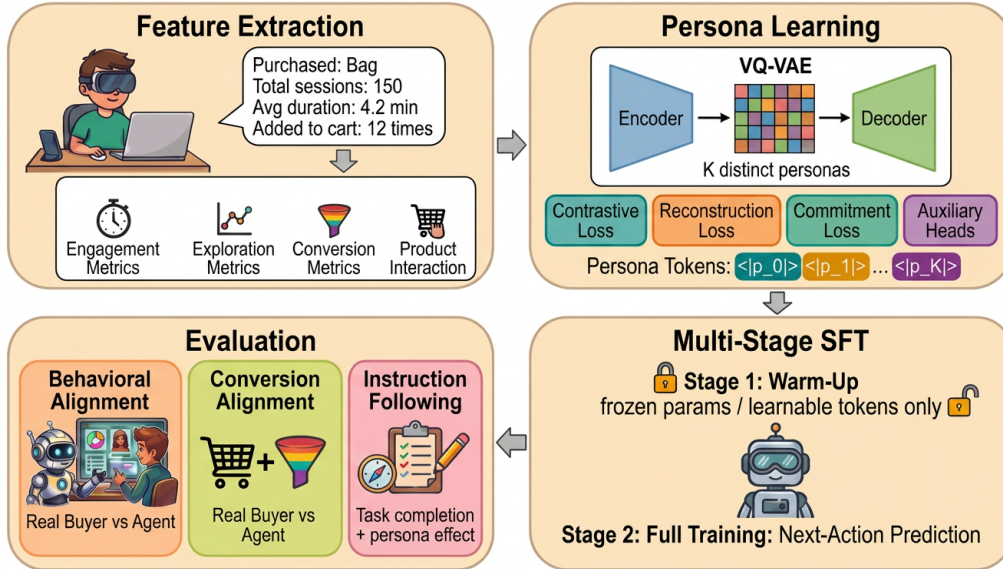 Feature Extraction
Purchased: Bag
Total sessions: 150
Avg duration: 4.2 min
Added to cart: 12 times
Engagement
Metrics
Exploration
Metrics
Conversion
Metrics
Product
Interaction
Persona Learning
VQ-VAE
Encoder
Decoder
K distinct personas
Contrastive
Loss
Reconstruction
Loss
Commitment
Loss
Auxiliary
Heads
Persona Tokens: <|p_0|> <|p_1|> ... <|p_K|>
Multi-Stage SFT
Stage 1: Warm-Up
frozen params / learnable tokens only
Stage 2: Full Training: Next-Action Prediction
Evaluation
Behavioral
Alignment
Real Buyer vs Agent
Conversion
Alignment
+
Real Buyer vs
Agent
Instruction
Following
Task completion
+ persona effect